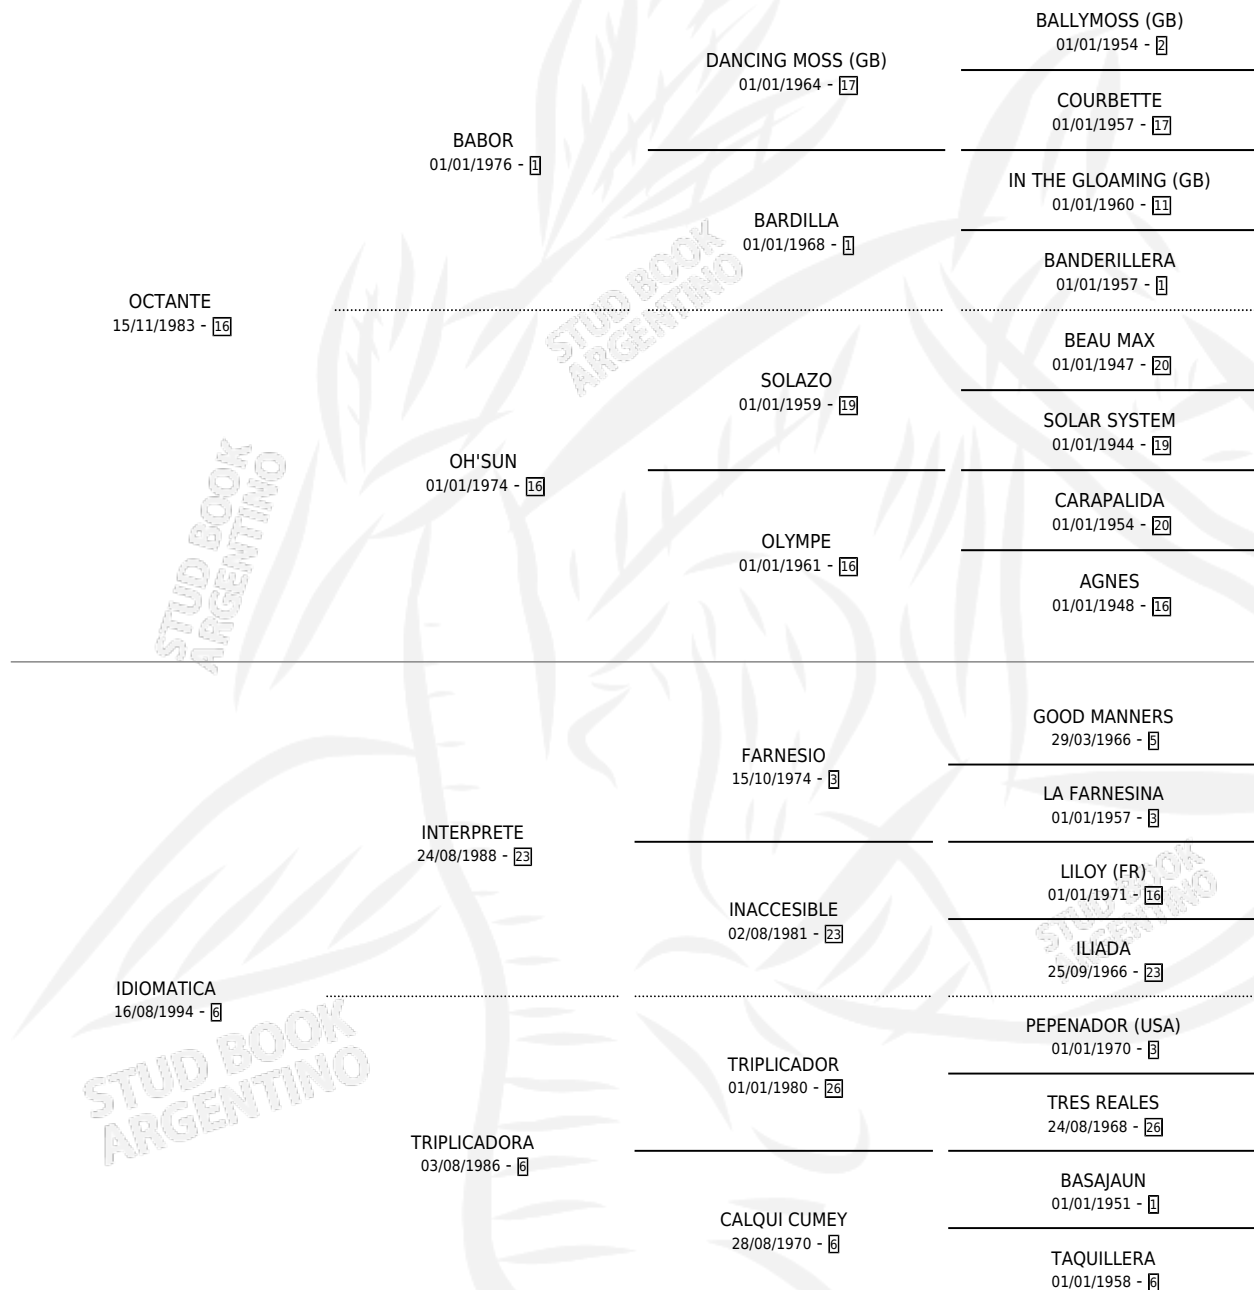 BALLYMOSS (GB)
01/01/1954 - 2
DANCING MOSS (GB)
01/01/1964 - 17
COURBETTE
01/01/1957 - 17
BABOR
01/01/1976 - 1
IN THE GLOAMING (GB)
01/01/1960 - 11
BARDILLA
01/01/1968 - 1
BANDERILLERA
01/01/1957 - 1
OCTANTE
15/11/1983 - 16
BEAU MAX
01/01/1947 - 20
SOLAZO
01/01/1959 - 19
SOLAR SYSTEM
01/01/1944 - 19
OH'SUN
01/01/1974 - 16
CARAPALIDA
01/01/1954 - 20
OLYMPE
01/01/1961 - 16
AGNES
01/01/1948 - 16
GOOD MANNERS
29/03/1966 - 5
FARNESIO
15/10/1974 - 3
LA FARNESINA
01/01/1957 - 3
INTERPRETE
24/08/1988 - 23
LILOY (FR)
01/01/1971 - 16
INACCESIBLE
02/08/1981 - 23
ILIADA
25/09/1966 - 23
IDIOMATICA
16/08/1994 - 6
PEPENADOR (USA)
01/01/1970 - 3
TRIPLICADOR
01/01/1980 - 26
TRES REALES
24/08/1968 - 26
TRIPLICADORA
03/08/1986 - 6
BASAJAUN
01/01/1951 - 1
CALQUI CUMEY
28/08/1970 - 6
TAQUILLERA
01/01/1958 - 6
STUD BOOK
ARGENTINO
STUD BOOK
ARGENTINO
STUD BOOK
ARGENTINO
STUD BOOK
ARGENTINO